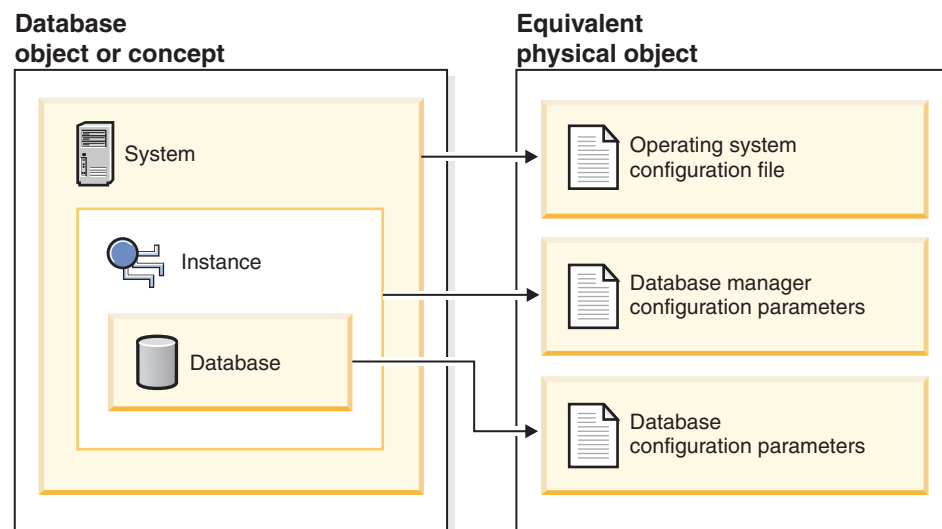 Database
object or concept
Equivalent
physical object
System
Instance
Database
Operating system
configuration file
Database manager
configuration parameters
Database
configuration parameters